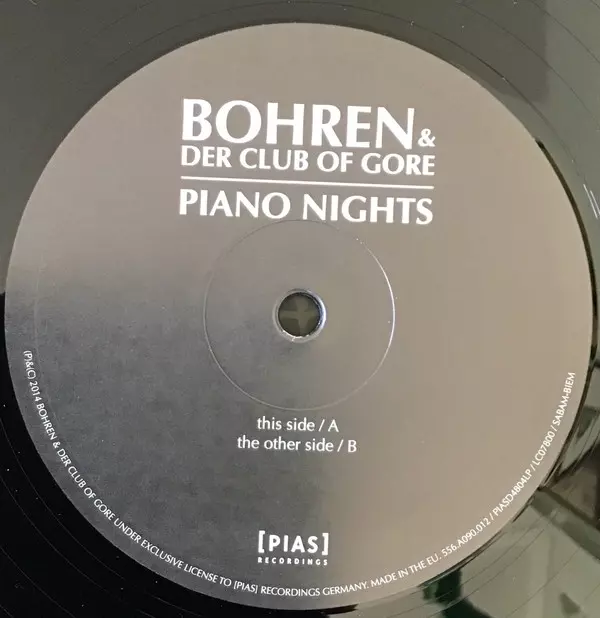 BOHREN &
DER CLUB OF GORE
PIANO NIGHTS
this side / A
the other side / B
[PIAS]
RECORDINGS
(P)&(C) 2014 BOHREN & DER CLUB OF GORE UNDER EXCLUSIVE LICENSE TO [PIAS] RECORDINGS GERMANY. MADE IN THE EU. 556.A090.012 / PIASD4804LP / LC07800 / SABAM-BIEM